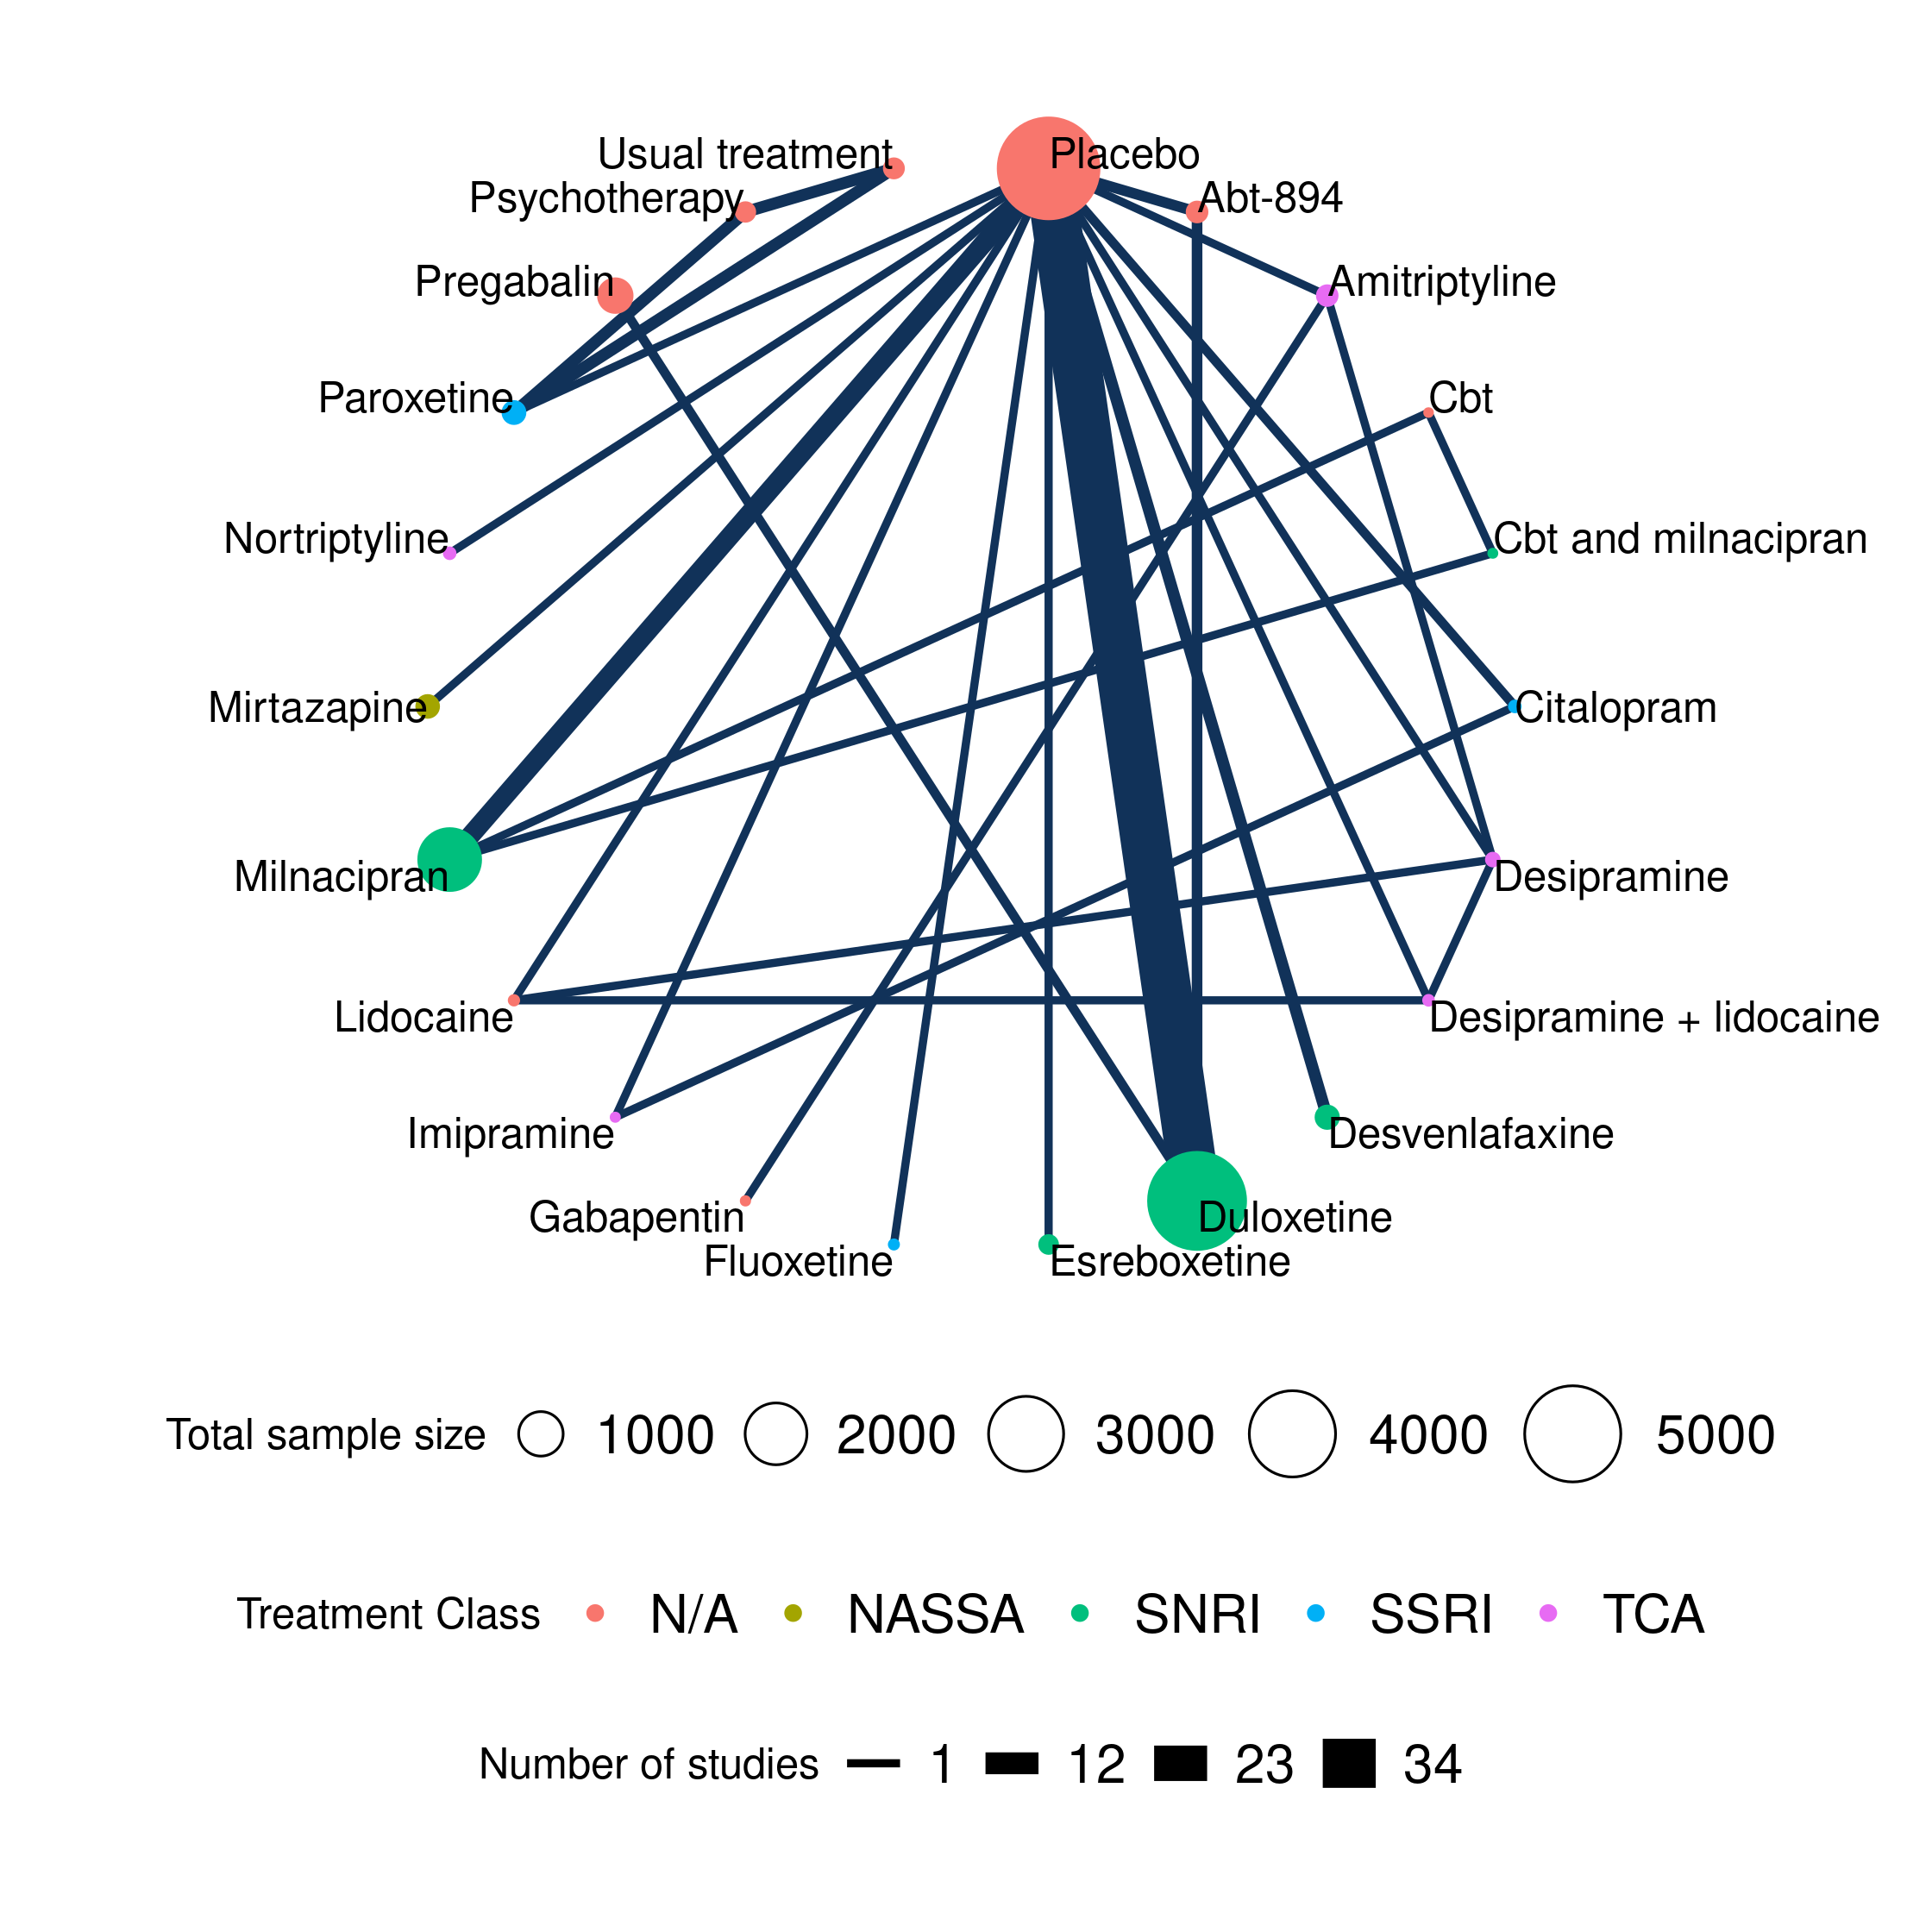 Placebo
Usual treatment
Psychotherapy
Abt-894
Pregabalin
Amitriptyline
Paroxetine
Cbt
Nortriptyline
Cbt and milnacipran
Mirtazapine
Citalopram
Milnacipran
Desipramine
Lidocaine
Desipramine + lidocaine
Imipramine
Desvenlafaxine
Gabapentin
Duloxetine
Fluoxetine
Esreboxetine
Total sample size 1000 2000 3000 4000 5000
Treatment Class N/A NASSA SNRI SSRI TCA
Number of studies 1 12 23 34